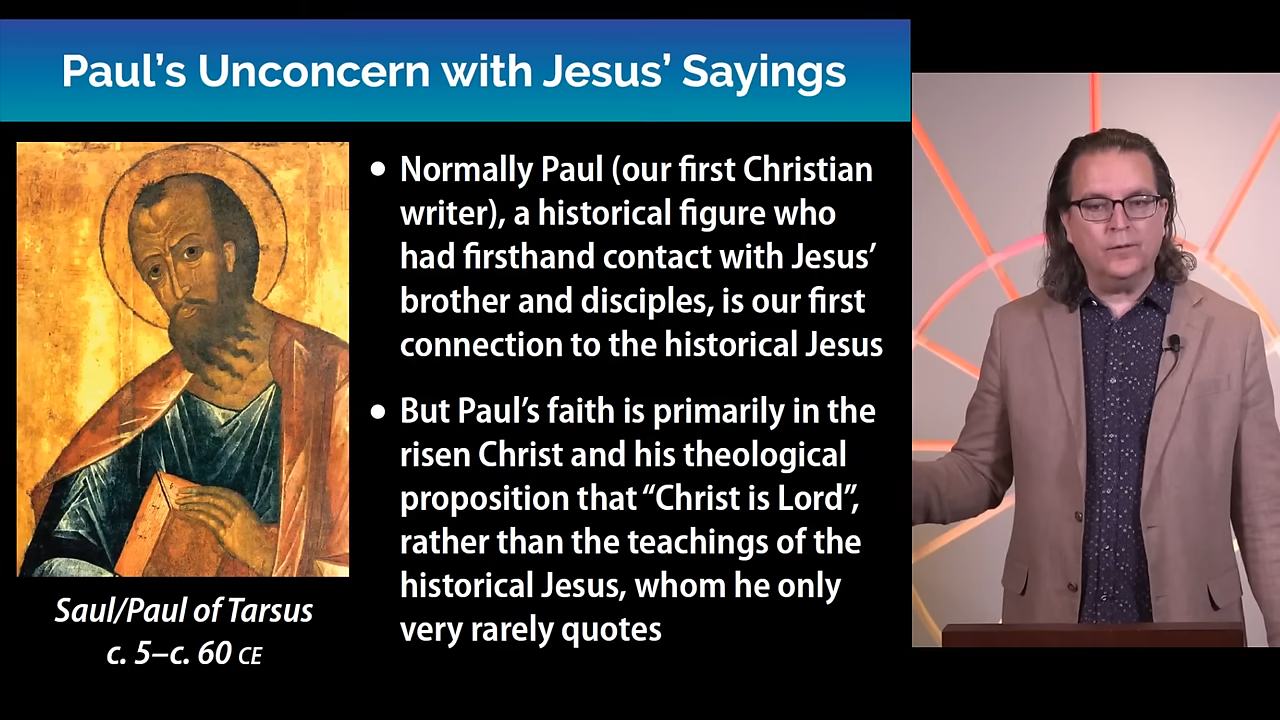 Paul’s Unconcern with Jesus’ Sayings
• Normally Paul (our first Christian
writer), a historical figure who
had firsthand contact with Jesus’
brother and disciples, is our first
connection to the historical Jesus
• But Paul’s faith is primarily in the
risen Christ and his theological
proposition that “Christ is Lord”,
rather than the teachings of the
historical Jesus, whom he only
very rarely quotes
Saul/Paul of Tarsus
c. 5–c. 60 CE